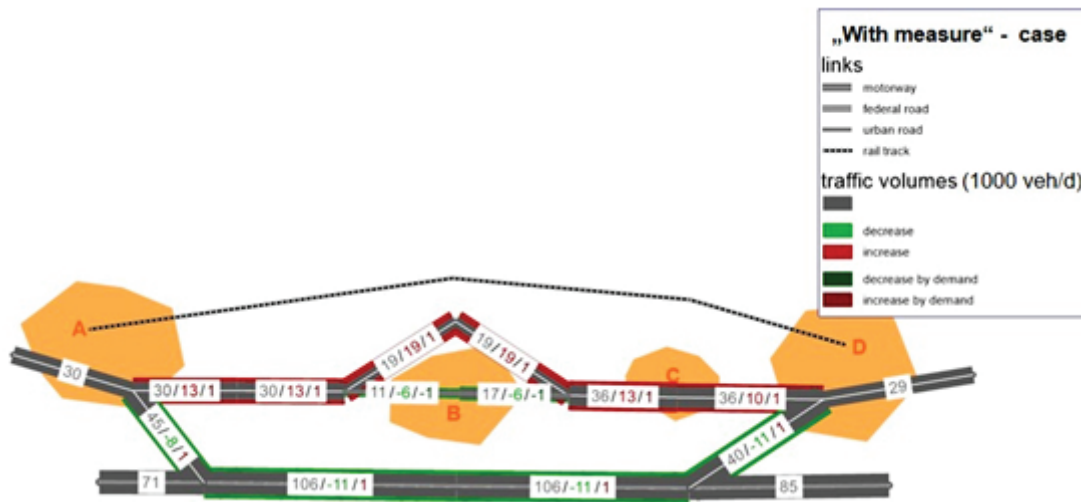 „With measure“ - case
links
motorway
federal road
urban road
rail track
traffic volumes (1000 veh/d)
decrease
increase
decrease by demand
increase by demand
A
D
30
19/19/1
19/19/1
C
29
30/13/1
30/13/1
11/-6/-1
17/-6/-1
36/13/1
36/10/1
B
45/-8/1
40/-11/1
71
106/-11/1
106/-11/1
85